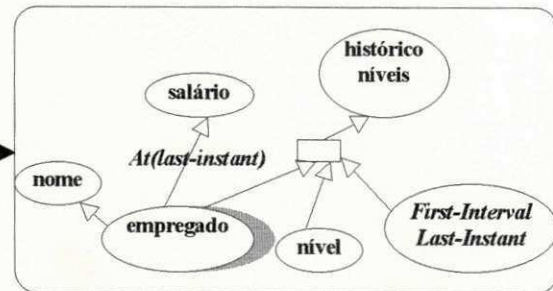 histórico
níveis
salário
At(last-instant)
nome
empregado
nível
First-Interval
Last-Instant